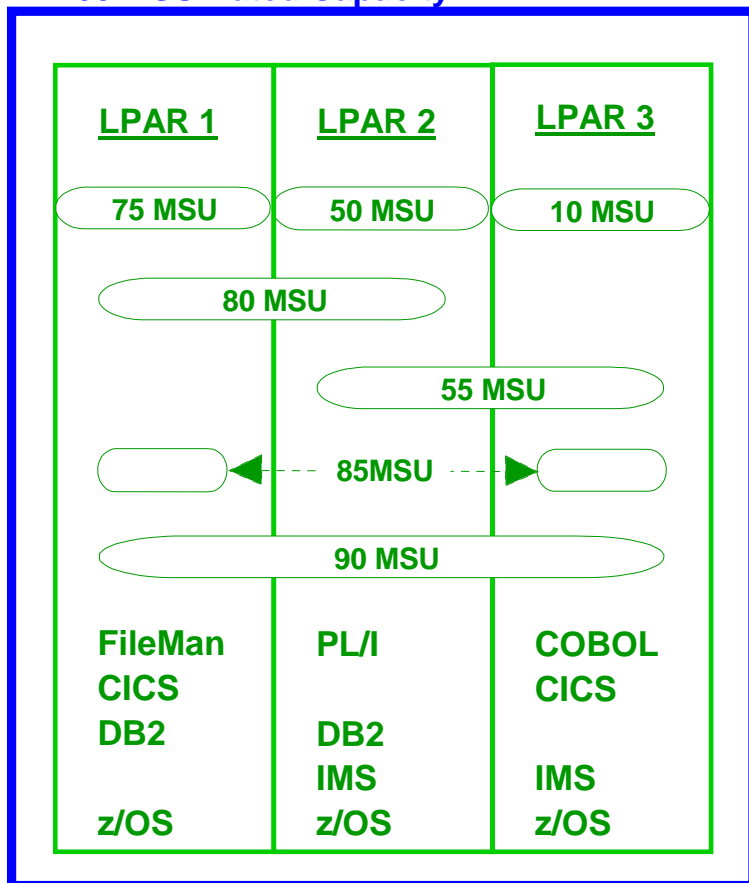 LPAR 1 LPAR 2 LPAR 3
75 MSU 50 MSU 10 MSU
80 MSU
55 MSU
85MSU
90 MSU
FileMan PL/I COBOL
CICS CICS
DB2 DB2
IMS IMS
z/OS z/OS z/OS